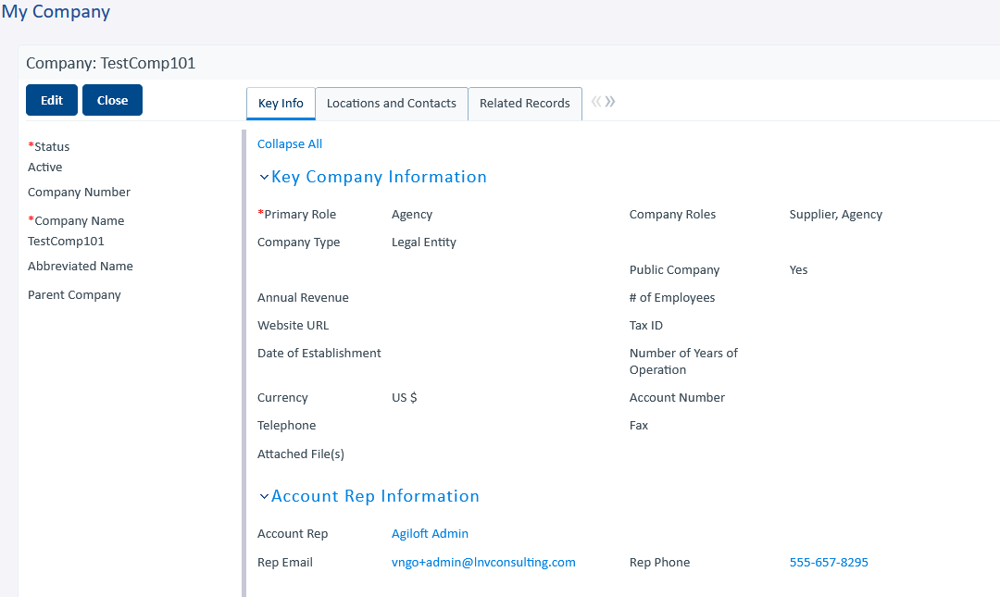 My Company
Company: TestComp101
Edit Close
Key Info Locations and Contacts Related Records
*Status
Active
Company Number
*Company Name
TestComp101
Abbreviated Name
Parent Company
Collapse All
Key Company Information
*Primary Role Agency Company Roles Supplier, Agency
Company Type Legal Entity
Public Company Yes
Annual Revenue # of Employees
Website URL Tax ID
Date of Establishment Number of Years of
Operation
Currency US $ Account Number
Telephone Fax
Attached File(s)
Account Rep Information
Account Rep Agiloft Admin
Rep Email vngo+admin@lnvconsulting.com Rep Phone 555-657-8295